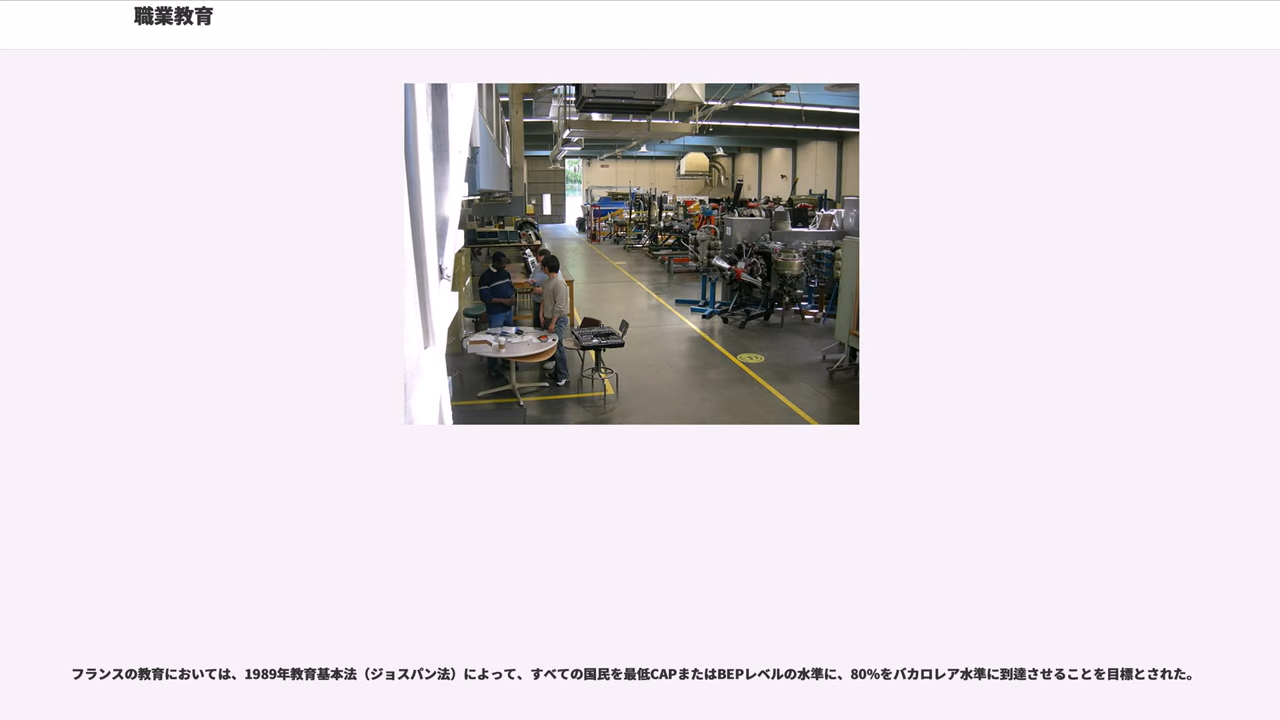 職業教育
フランスの教育においては、1989年教育基本法（ジョスパン法）によって、すべての国民を最低CAPまたはBEPレベルの水準に、80%をバカロレア水準に到達させることを目標とされた。